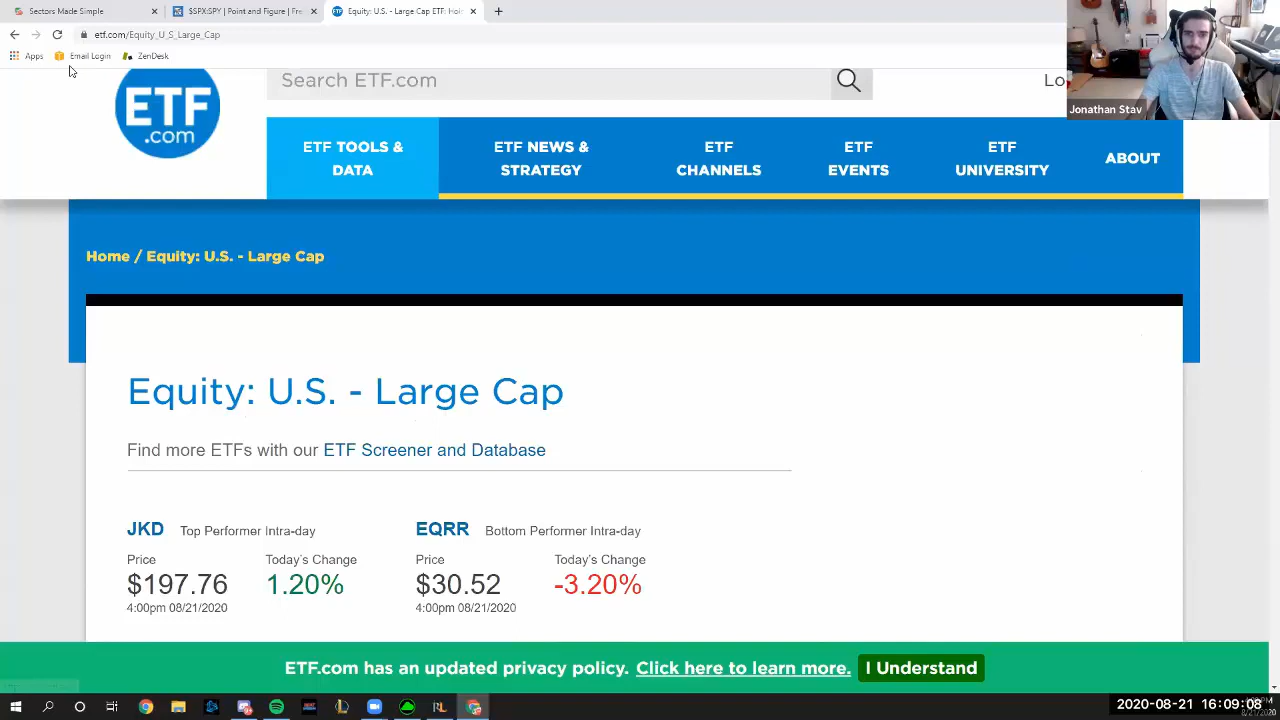 Sectors Made Simple
$SPX:SPY | Point and Figure | Fre
Equity: U.S. - Large Cap ETF: Hol
etf.com/Equity_U_S_Large_Cap
Apps
Email Login
ZenDesk
ETF
.com
Search ETF.com
Lo
Jonathan Stav
ETF TOOLS &
DATA
ETF NEWS &
STRATEGY
ETF
CHANNELS
ETF
EVENTS
ETF
UNIVERSITY
ABOUT
Home / Equity: U.S. - Large Cap
Equity: U.S. - Large Cap
Find more ETFs with our ETF Screener and Database
JKD Top Performer Intra-day
Price
Today's Change
$197.76
1.20%
4:00pm 08/21/2020
EQRR Bottom Performer Intra-day
Price
Today's Change
$30.52
-3.20%
4:00pm 08/21/2020
ETF.com has an updated privacy policy. Click here to learn more. I Understand
2020-08-21 16:09:08